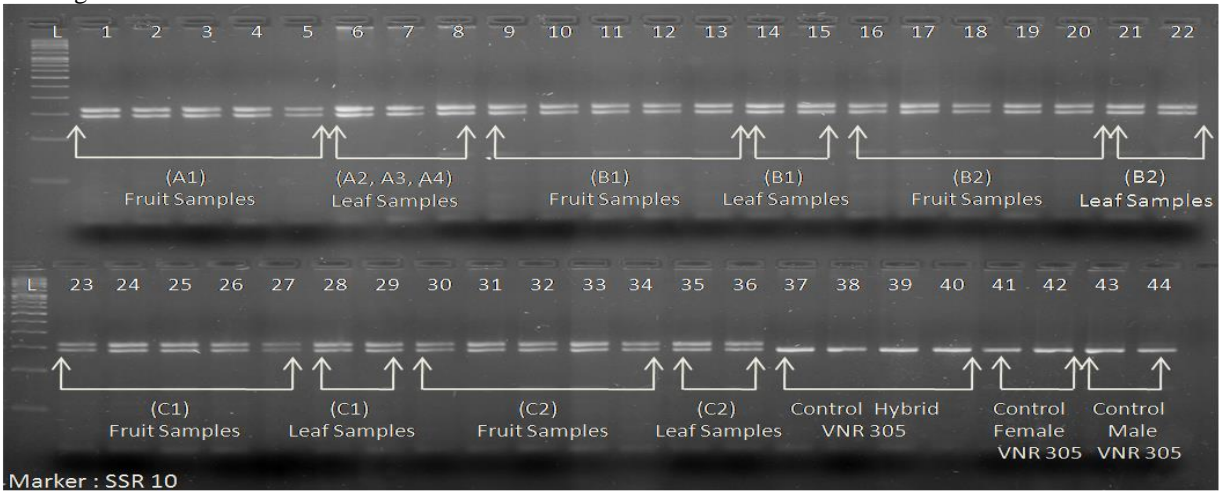 L 1 2 3 4 5 6 7 8 9 10 11 12 13 14 15 16 17 18 19 20 21 22
(A1) (A2, A3, A4) (B1) (B1) (B2) (B2)
Fruit Samples Leaf Samples Fruit Samples Leaf Samples Fruit Samples Leaf Samples
L 23 24 25 26 27 28 29 30 31 32 33 34 35 36 37 38 39 40 41 42 43 44
(C1) (C1) (C2) (C2) Control Hybrid Control Control
Fruit Samples Leaf Samples Fruit Samples Leaf Samples VNR 305 Female Male
VNR 305 VNR 305
Marker : SSR 10